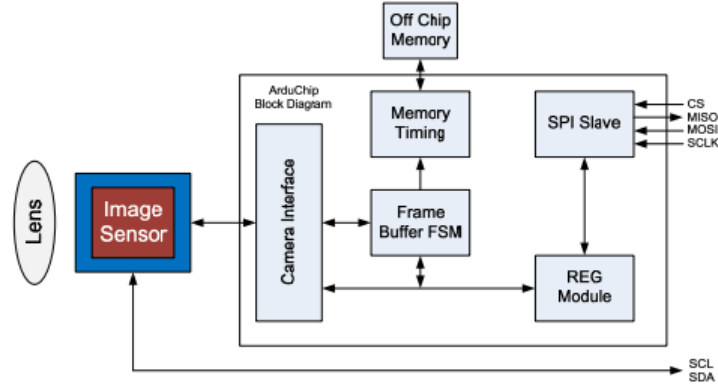 Off Chip
Memory
ArduChip
Block Diagram
Memory
Timing
SPI Slave
CS
MISO
MOSI
SCLK
Lens
Image
Sensor
Camera Interface
Frame
Buffer FSM
REG
Module
SCL
SDA